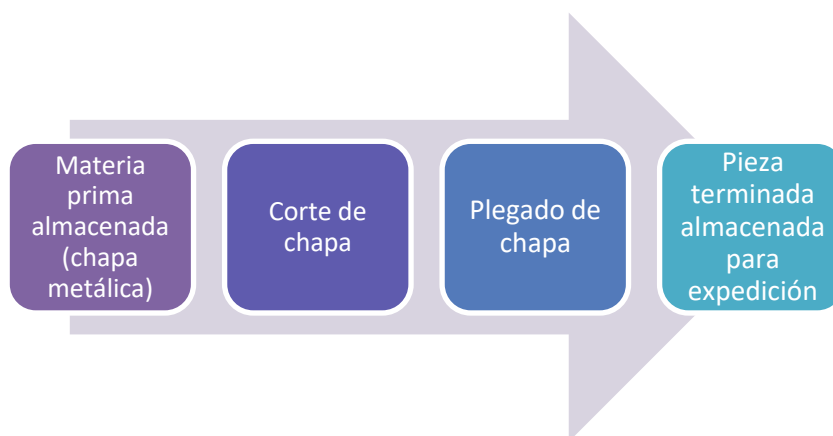 Materia
prima
almacenada
(chapa
metálica)
Corte de
chapa
Plegado de
chapa
Pieza
terminada
almacenada
para
expedición